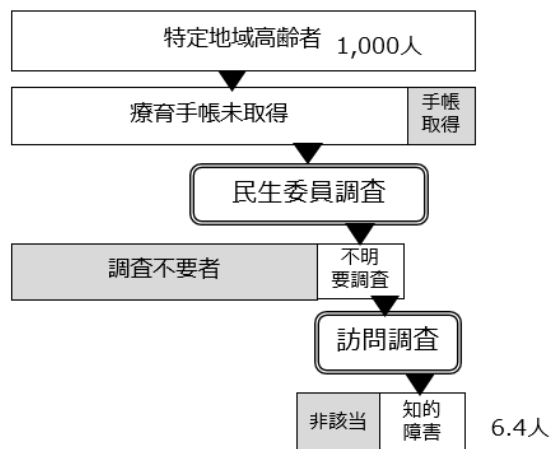 特定地域高齢者 1,000人
療育手帳未取得
手帳
取得
民生委員調査
調査不要者
不明
要調査
訪問調査
非該当
知的
障害
6.4人